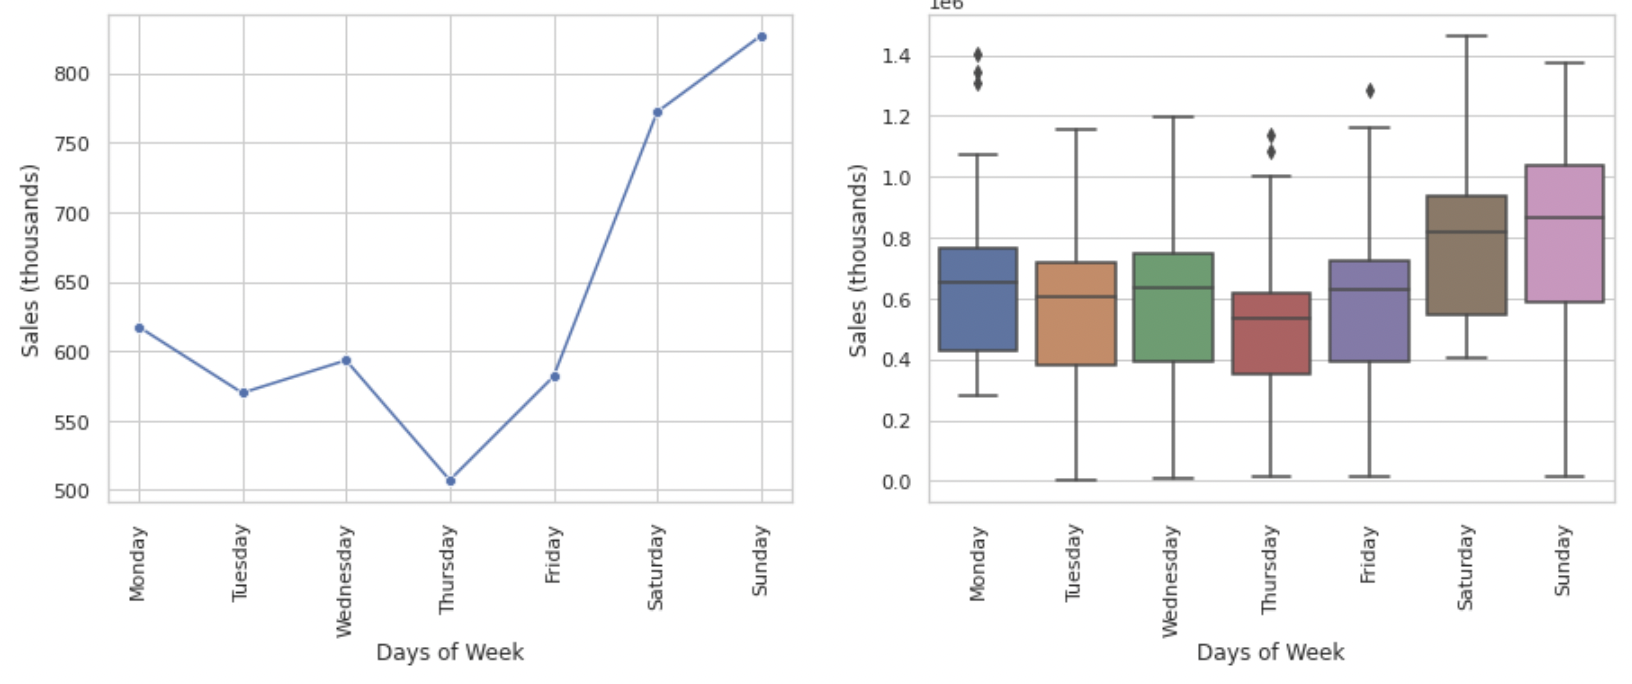 800
750
700
650
600
550
500
Sales (thousands)
Monday
Tuesday
Wednesday
Thursday
Friday
Saturday
Sunday
Days of Week
1e6
1.4
1.2
1.0
0.8
0.6
0.4
0.2
0.0
Sales (thousands)
Monday
Tuesday
Wednesday
Thursday
Friday
Saturday
Sunday
Days of Week